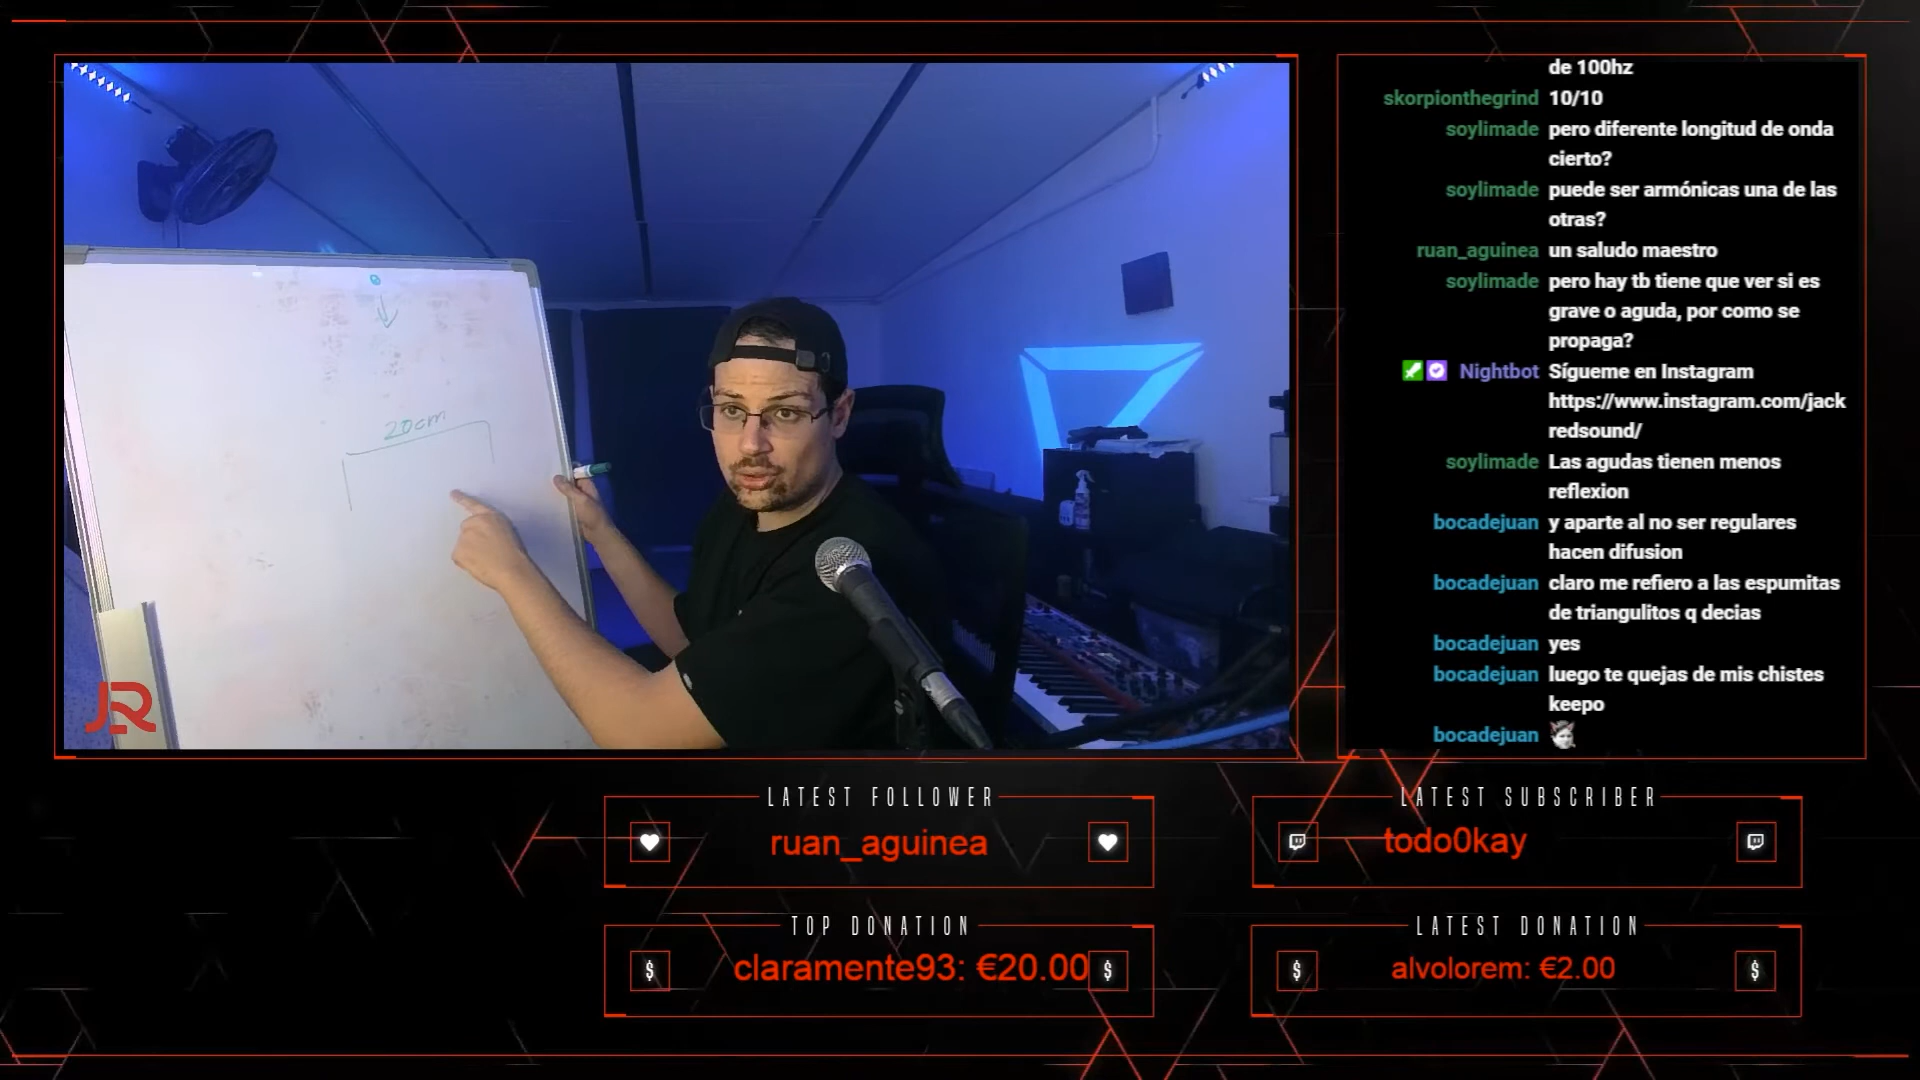 de 100hz
skorpionthegrind 10/10
soylimade pero diferente longitud de onda
cierto?
soylimade puede ser armónicas una de las
otras?
ruan_aguinea un saludo maestro
soylimade pero hay tb tiene que ver si es
grave o aguda, por como se
propaga?
Nightbot Sígueme en Instagram
https://www.instagram.com/jack
redsound/
soylimade Las agudas tienen menos
reflexion
bocadejuan y aparte al no ser regulares
hacen difusion
bocadejuan claro me refiero a las espumitas
de triangulitos q decias
bocadejuan yes
bocadejuan luego te quejas de mis chistes
keepo
bocadejuan
20cm
JR
LATEST FOLLOWER
ruan_aguinea
LATEST SUBSCRIBER
todo0kay
TOP DONATION
$ claramente93: €20.00 $
LATEST DONATION
$ alvolorem: €2.00 $